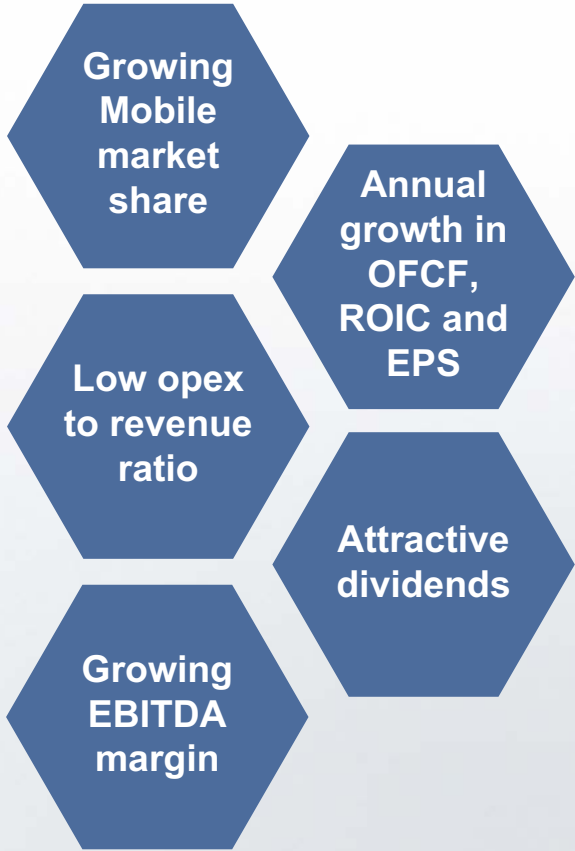 Growing
Mobile
market
share
Annual
growth in
OFCF,
ROIC and
EPS
Low opex
to revenue
ratio
Attractive
dividends
Growing
EBITDA
margin